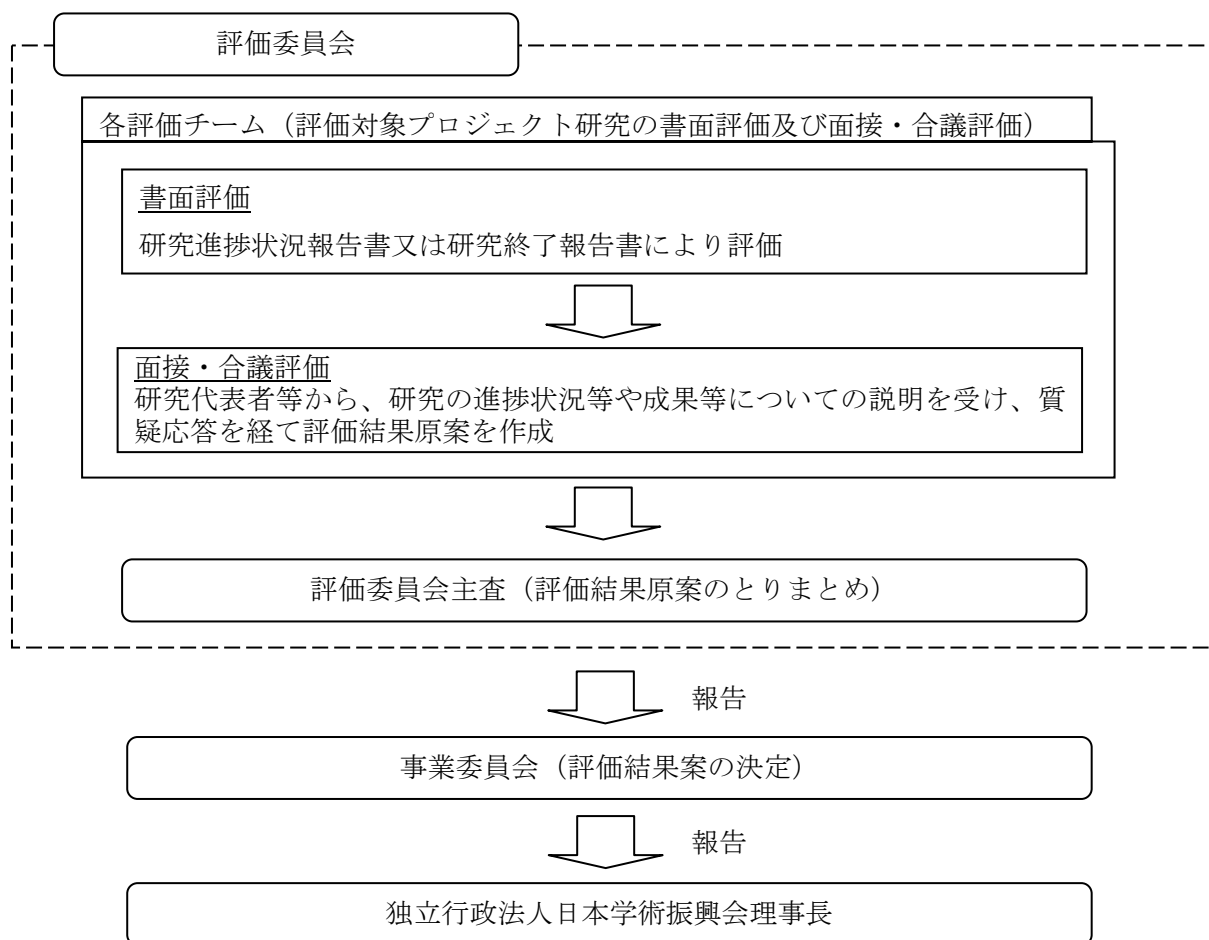 評価委員会
各評価チーム（評価対象プロジェクト研究の書面評価及び面接・合議評価）
書面評価
研究進捗状況報告書又は研究終了報告書により評価
面接・合議評価
研究代表者等から、研究の進捗状況等や成果等についての説明を受け、質
疑応答を経て評価結果原案を作成
評価委員会主査（評価結果原案のとりまとめ）
報告
事業委員会（評価結果案の決定）
報告
独立行政法人日本学術振興会理事長